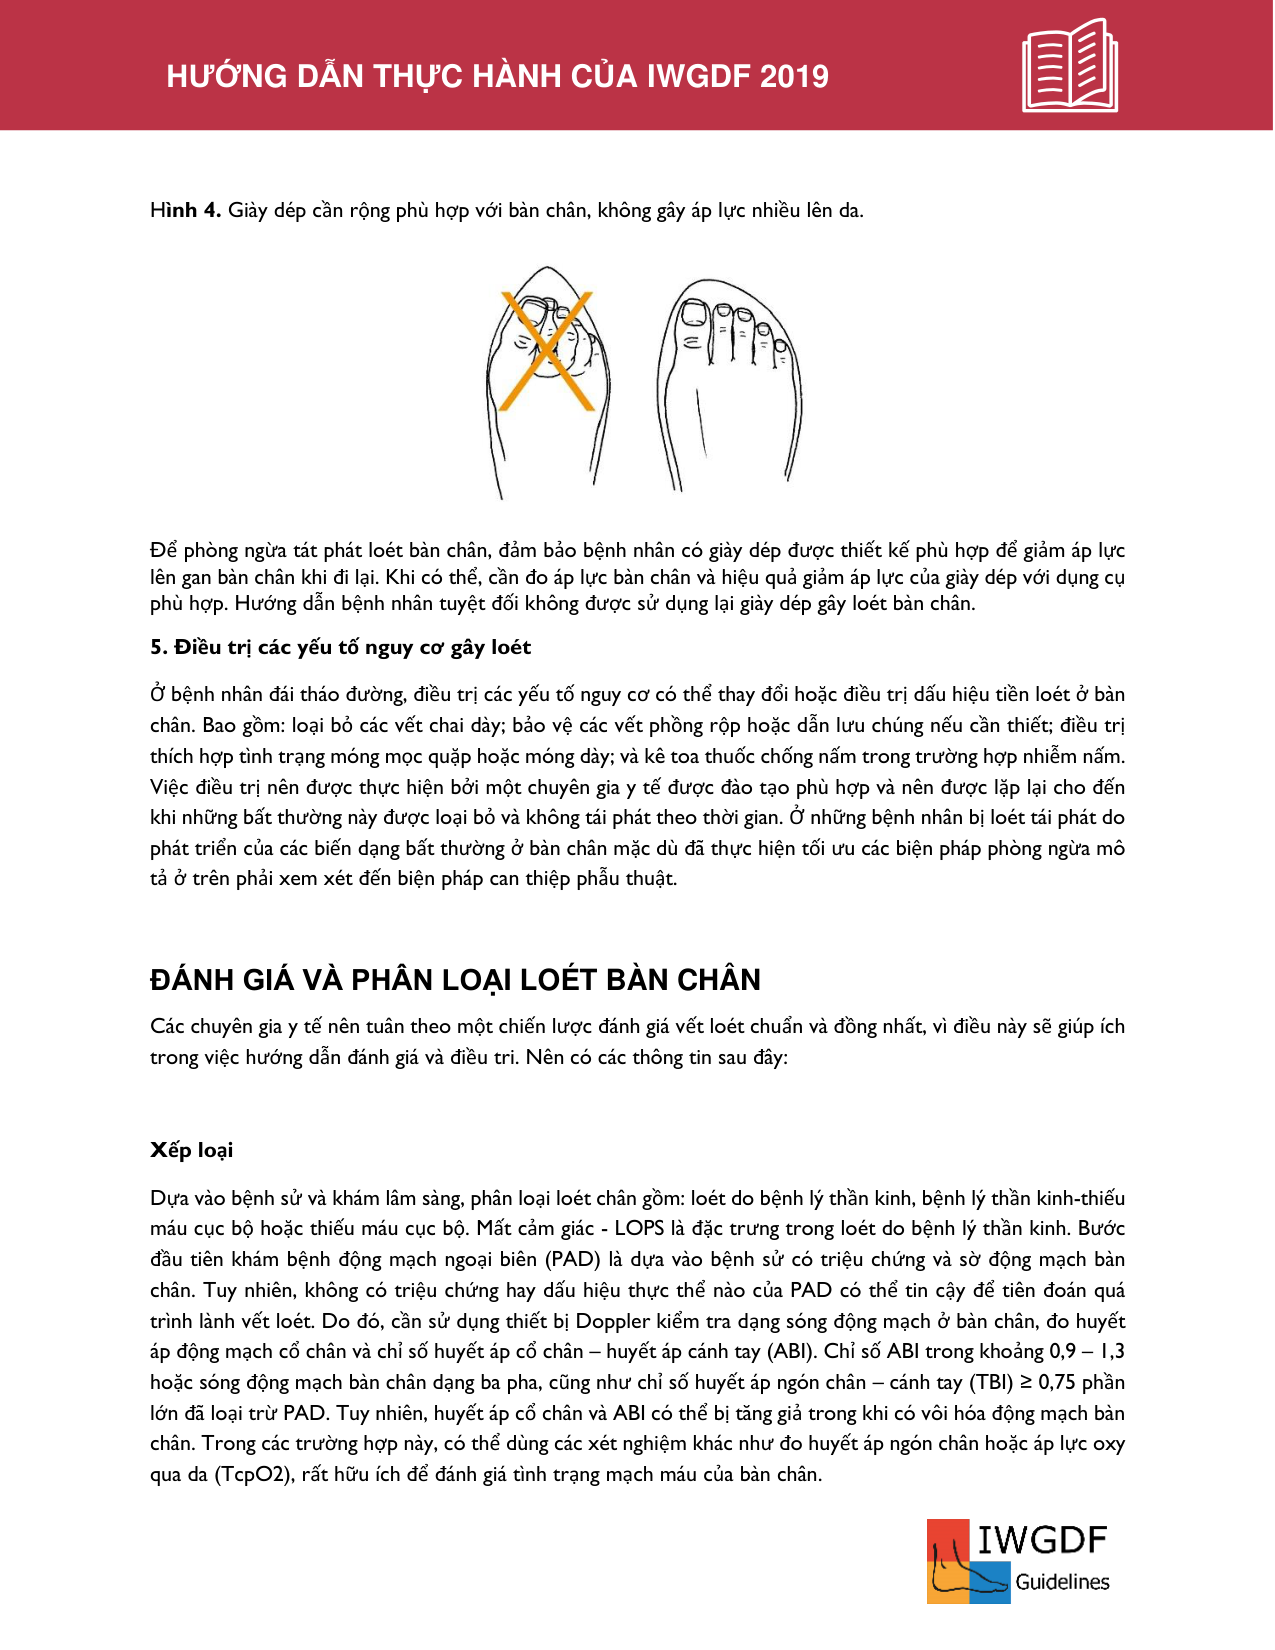 HƯỚNG DẪN THỰC HÀNH CỦA IWGDF 2019
Hình 4. Giày dép cần rộng phù hợp với bàn chân, không gây áp lực nhiều lên da.
Để phòng ngừa tát phát loét bàn chân, đảm bảo bệnh nhân có giày dép được thiết kế phù hợp để giảm áp lực
lên gan bàn chân khi đi lại. Khi có thể, cần đo áp lực bàn chân và hiệu quả giảm áp lực của giày dép với dụng cụ
phù hợp. Hướng dẫn bệnh nhân tuyệt đối không được sử dụng lại giày dép gây loét bàn chân.
5. Điều trị các yếu tố nguy cơ gây loét
Ở bệnh nhân đái tháo đường, điều trị các yếu tố nguy cơ có thể thay đổi hoặc điều trị dấu hiệu tiền loét ở bàn
chân. Bao gồm: loại bỏ các vết chai dày; bảo vệ các vết phồng rộp hoặc dẫn lưu chúng nếu cần thiết; điều trị
thích hợp tình trạng móng mọc quặp hoặc móng dày; và kê toa thuốc chống nấm trong trường hợp nhiễm nấm.
Việc điều trị nên được thực hiện bởi một chuyên gia y tế được đào tạo phù hợp và nên được lặp lại cho đến
khi những bất thường này được loại bỏ và không tái phát theo thời gian. Ở những bệnh nhân bị loét tái phát do
phát triển của các biến dạng bất thường ở bàn chân mặc dù đã thực hiện tối ưu các biện pháp phòng ngừa mô
tả ở trên phải xem xét đến biện pháp can thiệp phẫu thuật.
ĐÁNH GIÁ VÀ PHÂN LOẠI LOÉT BÀN CHÂN
Các chuyên gia y tế nên tuân theo một chiến lược đánh giá vết loét chuẩn và đồng nhất, vì điều này sẽ giúp ích
trong việc hướng dẫn đánh giá và điều tri. Nên có các thông tin sau đây:
Xếp loại
Dựa vào bệnh sử và khám lâm sàng, phân loại loét chân gồm: loét do bệnh lý thần kinh, bệnh lý thần kinh-thiếu
máu cục bộ hoặc thiếu máu cục bộ. Mất cảm giác - LOPS là đặc trưng trong loét do bệnh lý thần kinh. Bước
đầu tiên khám bệnh động mạch ngoại biên (PAD) là dựa vào bệnh sử có triệu chứng và sờ động mạch bàn
chân. Tuy nhiên, không có triệu chứng hay dấu hiệu thực thể nào của PAD có thể tin cậy để tiên đoán quá
trình lành vết loét. Do đó, cần sử dụng thiết bị Doppler kiểm tra dạng sóng động mạch ở bàn chân, đo huyết
áp động mạch cổ chân và chỉ số huyết áp cổ chân – huyết áp cánh tay (ABI). Chỉ số ABI trong khoảng 0,9 – 1,3
hoặc sóng động mạch bàn chân dạng ba pha, cũng như chỉ số huyết áp ngón chân – cánh tay (TBI) ≥ 0,75 phần
lớn đã loại trừ PAD. Tuy nhiên, huyết áp cổ chân và ABI có thể bị tăng giả trong khi có vôi hóa động mạch bàn
chân. Trong các trường hợp này, có thể dùng các xét nghiệm khác như đo huyết áp ngón chân hoặc áp lực oxy
qua da (TcpO2), rất hữu ích để đánh giá tình trạng mạch máu của bàn chân.
IWGDF
Guidelines